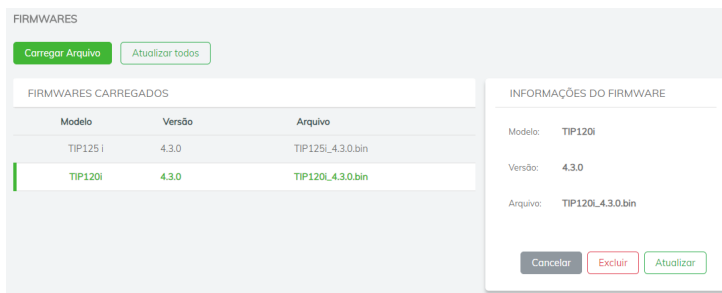 FIRMWARES
Carregar Arquivo Atualizar todos
FIRMWARES CARREGADOS
Modelo Versão Arquivo
TIP125 i 4.3.0 TIP125i_4.3.0.bin
TIP120i 4.3.0 TIP120i_4.3.0.bin
INFORMAÇÕES DO FIRMWARE
Modelo: TIP120i
Versão: 4.3.0
Arquivo: TIP120i_4.3.0.bin
Cancelar Excluir Atualizar